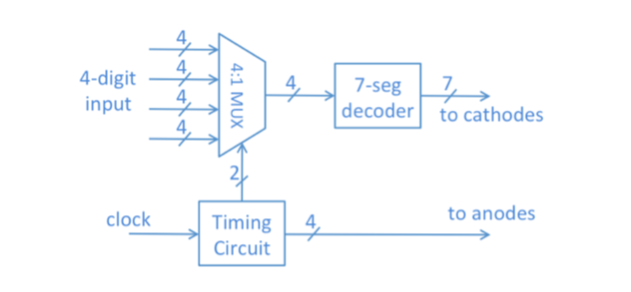 4
4
4-digit
input
4
4
4:1 MUX
4
7-seg
decoder
7
to cathodes
2
clock
Timing
Circuit
4
to anodes